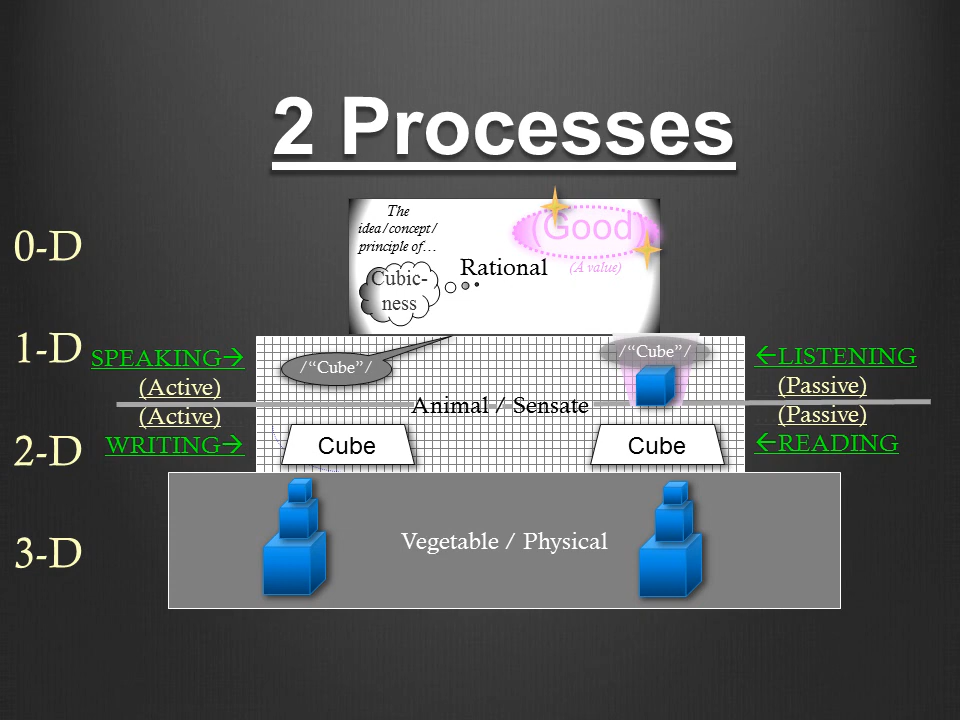 2 Processes
0-D
1-D
2-D
3-D
The
idea/concept/
principle of…
Cubic-
ness
Rational
(Good)
(A value)
SPEAKING→
(Active)
(Active)
WRITING→
/“Cube”/
/“Cube”/
Animal / Sensate
Cube
Cube
←LISTENING
(Passive)
(Passive)
←READING
Vegetable / Physical